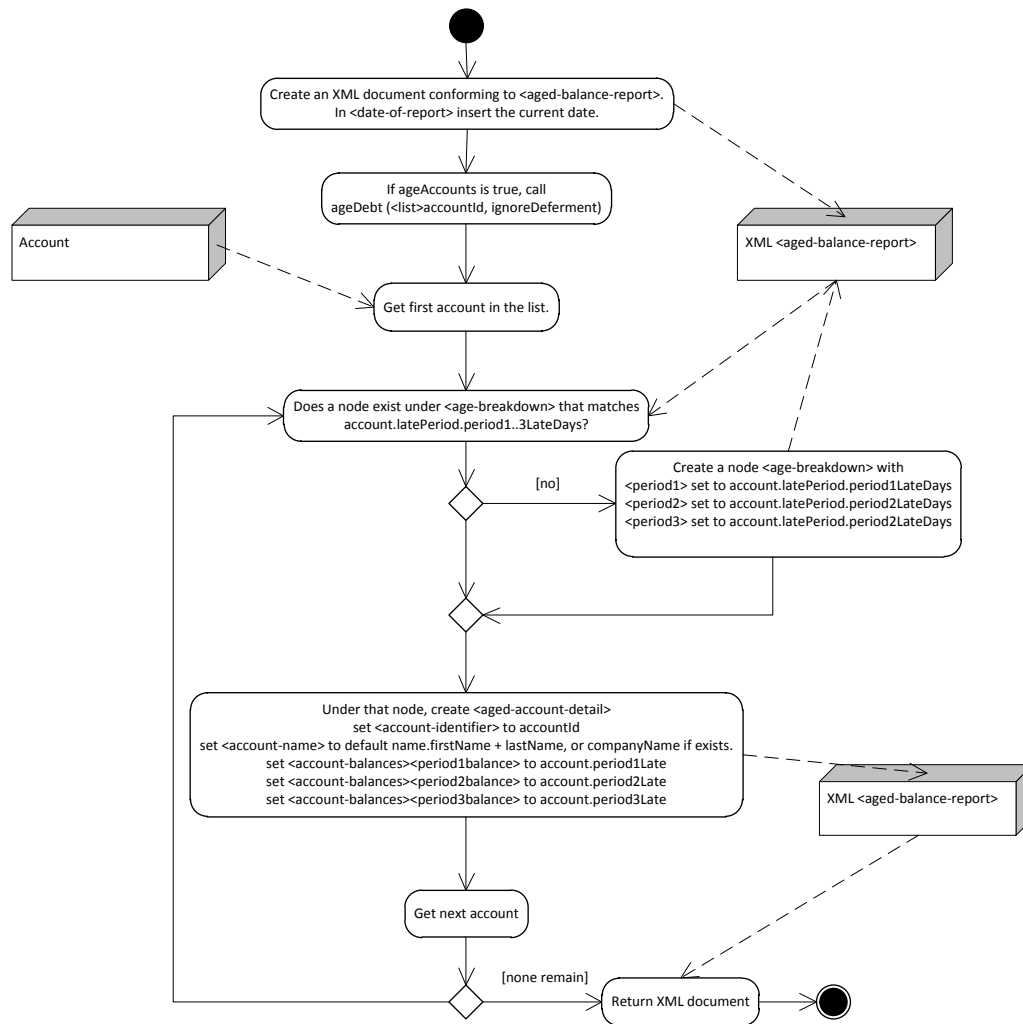 Create an XML document conforming to <aged-balance-report>.
In <date-of-report> insert the current date.
If ageAccounts is true, call
ageDebt (<list>accountId, ignoreDeferment)
Account
XML <aged-balance-report>
Get first account in the list.
Does a node exist under <age-breakdown> that matches
account.latePeriod.period1..3LateDays?
[no]
Create a node <age-breakdown> with
<period1> set to account.latePeriod.period1LateDays
<period2> set to account.latePeriod.period2LateDays
<period3> set to account.latePeriod.period2LateDays
Under that node, create <aged-account-detail>
set <account-identifier> to accountId
set <account-name> to default name.firstName + lastName, or companyName if exists.
set <account-balances><period1balance> to account.period1Late
set <account-balances><period2balance> to account.period2Late
set <account-balances><period3balance> to account.period3Late
XML <aged-balance-report>
Get next account
[none remain]
Return XML document